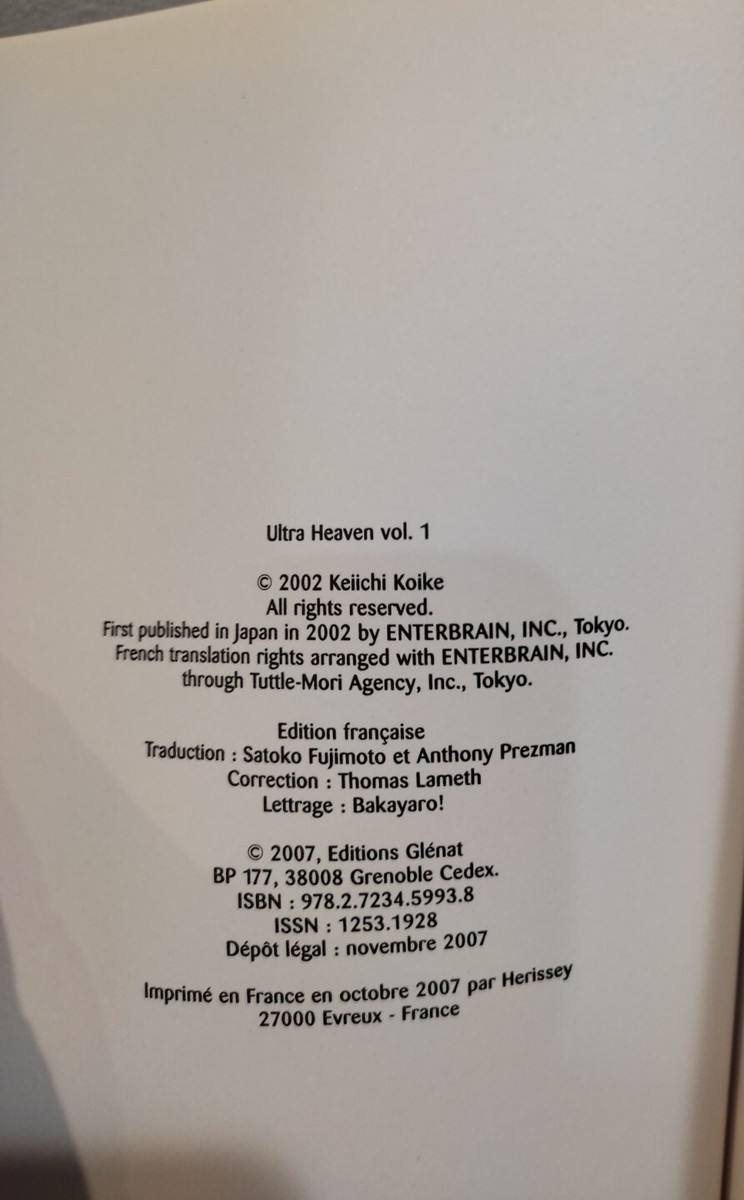 Ultra Heaven vol. 1
© 2002 Keiichi Koike
All rights reserved.
First published in Japan in 2002 by ENTERBRAIN, INC., Tokyo.
French translation rights arranged with ENTERBRAIN, INC.
through Tuttle-Mori Agency, Inc., Tokyo.
Edition française
Traduction : Satoko Fujimoto et Anthony Prezman
Correction : Thomas Lameth
Lettrage : Bakayaro!
© 2007, Editions Glénat
BP 177, 38008 Grenoble Cedex.
ISBN : 978.2.7234.5993.8
ISSN : 1253.1928
Dépôt légal : novembre 2007
Imprimé en France en octobre 2007 par Herissey
27000 Evreux - France